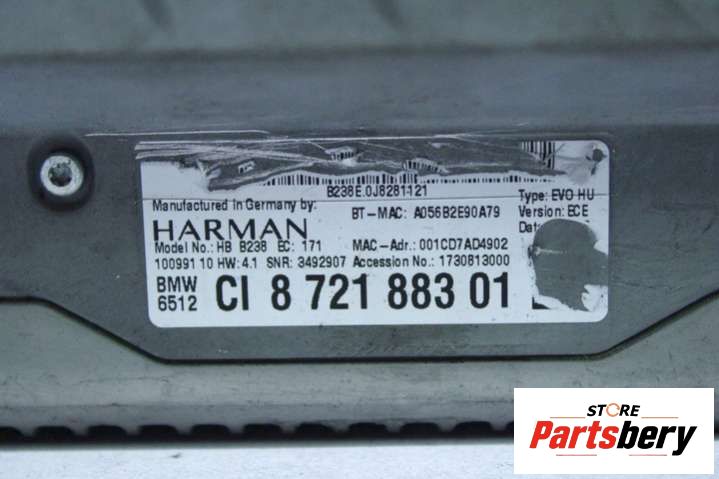 B238E.0J8281121
Manufactured in Germany by:
HARMAN
BT-MAC: A056B2E90A79
Type: EVO HU
Version: ECE
Model No.: HB B238 EC: 171
MAC-Adr.: 001CD7AD4902
100991 10 HW: 4.1 SNR: 3492907 Accession No.: 1730813000
BMW
6512
CI 8 721 883 01
STORE
Partsbery